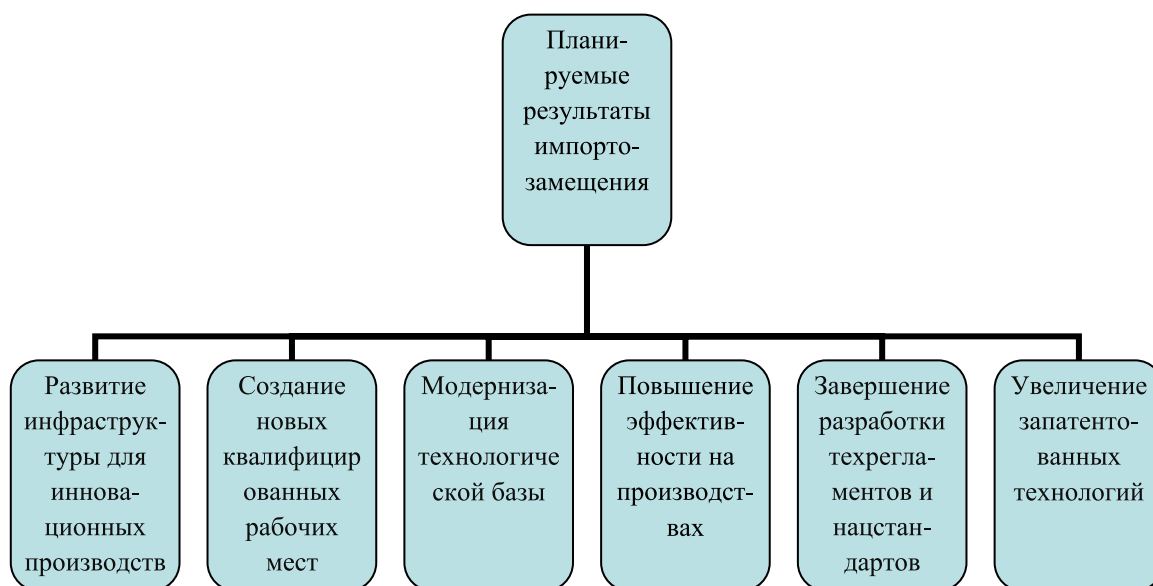 Плани-
руемые
результаты
импорто-
замещения
Развитие
инфраструк-
туры для
иннова-
ционных
производств
Создание
новых
квалифицир
ованных
рабочих
мест
Модерниза-
ция
технологиче
ской базы
Повышение
эффектив-
ности на
производст-
вах
Завершение
разработки
техрегла-
ментов и
нацстан-
дартов
Увеличение
запатенто-
ванных
технологий